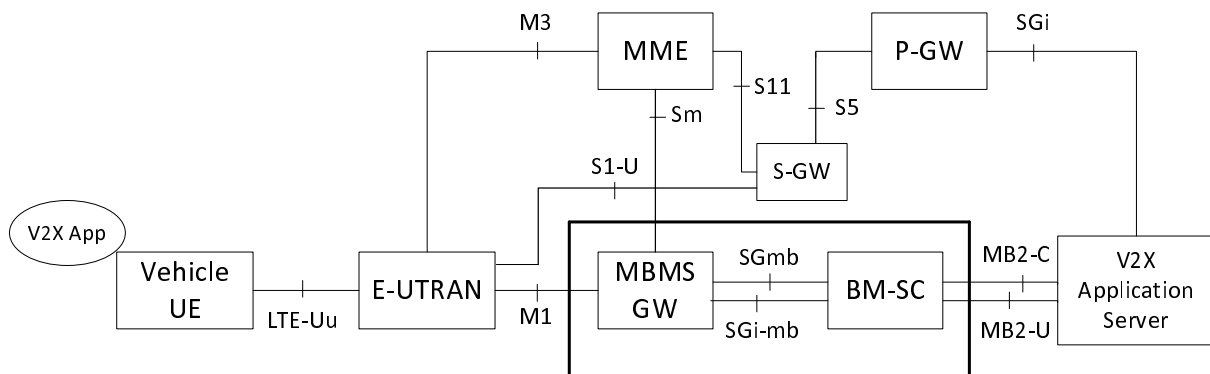 M3
MME
P-GW
SGi
S11
Sm
S5
S1-U
S-GW
V2X App
Vehicle
UE
LTE-Uu
E-UTRAN
M1
MBMS
GW
SGmb
SGi-mb
BM-SC
MB2-C
MB2-U
V2X
Application
Server